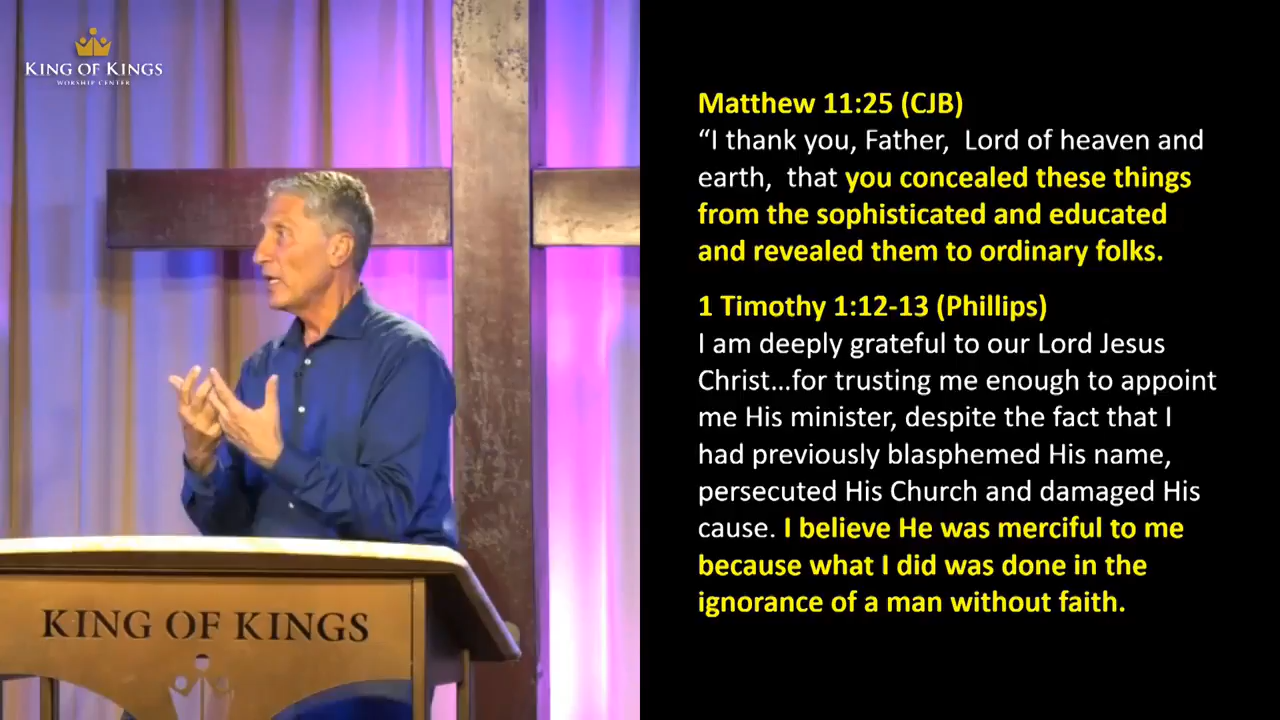 KING OF KINGS
WORSHIP CENTER
Matthew 11:25 (CJB)
“I thank you, Father,  Lord of heaven and
earth,  that you concealed these things
from the sophisticated and educated
and revealed them to ordinary folks.
1 Timothy 1:12-13 (Phillips)
I am deeply grateful to our Lord Jesus
Christ…for trusting me enough to appoint
me His minister, despite the fact that I
had previously blasphemed His name,
persecuted His Church and damaged His
cause. I believe He was merciful to me
because what I did was done in the
ignorance of a man without faith.
KING OF KINGS